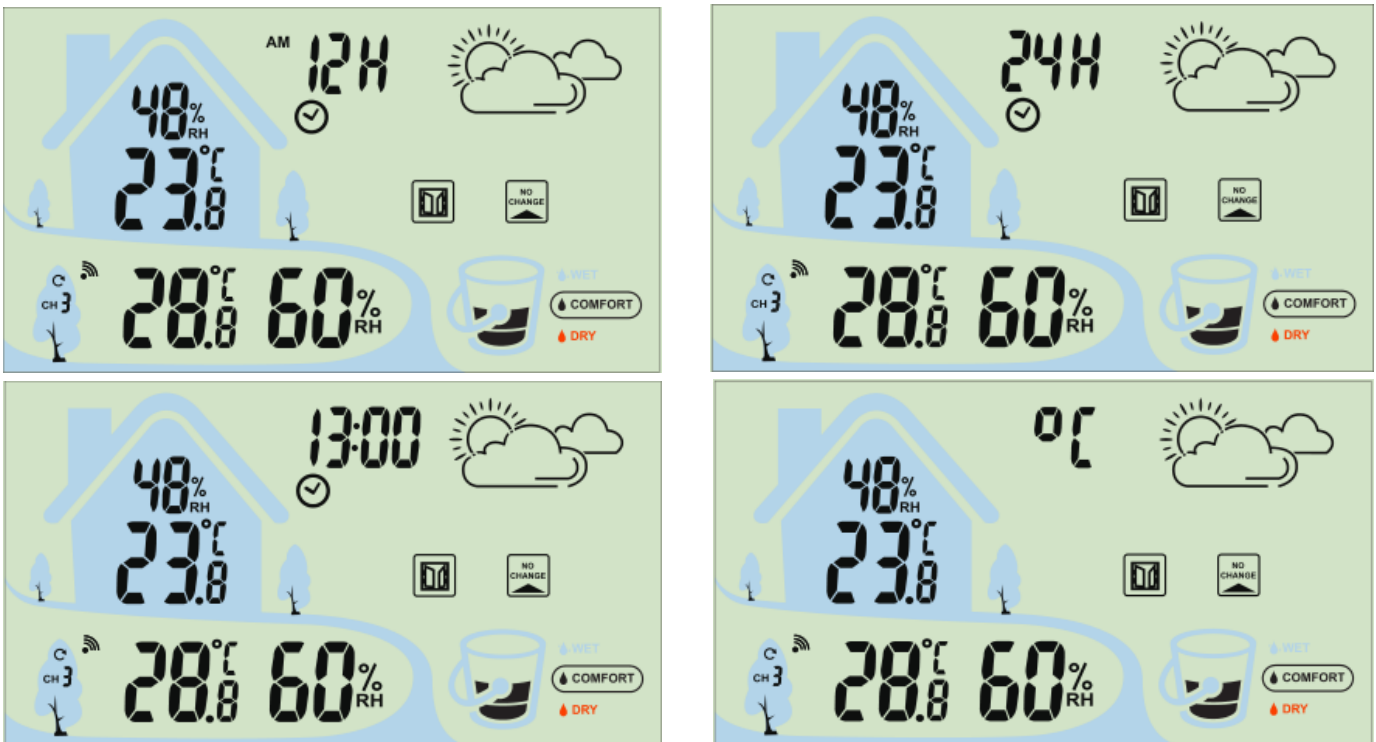 AM 12H
48% RH
23.8°C
NO CHANGE
CH 3
28.8°C 60% RH
WET
COMFORT
DRY
24H
48% RH
23.8°C
NO CHANGE
CH 3
28.8°C 60% RH
WET
COMFORT
DRY
13:00
48% RH
23.8°C
NO CHANGE
CH 3
28.8°C 60% RH
WET
COMFORT
DRY
°C
48% RH
23.8°C
NO CHANGE
CH 3
28.8°C 60% RH
WET
COMFORT
DRY